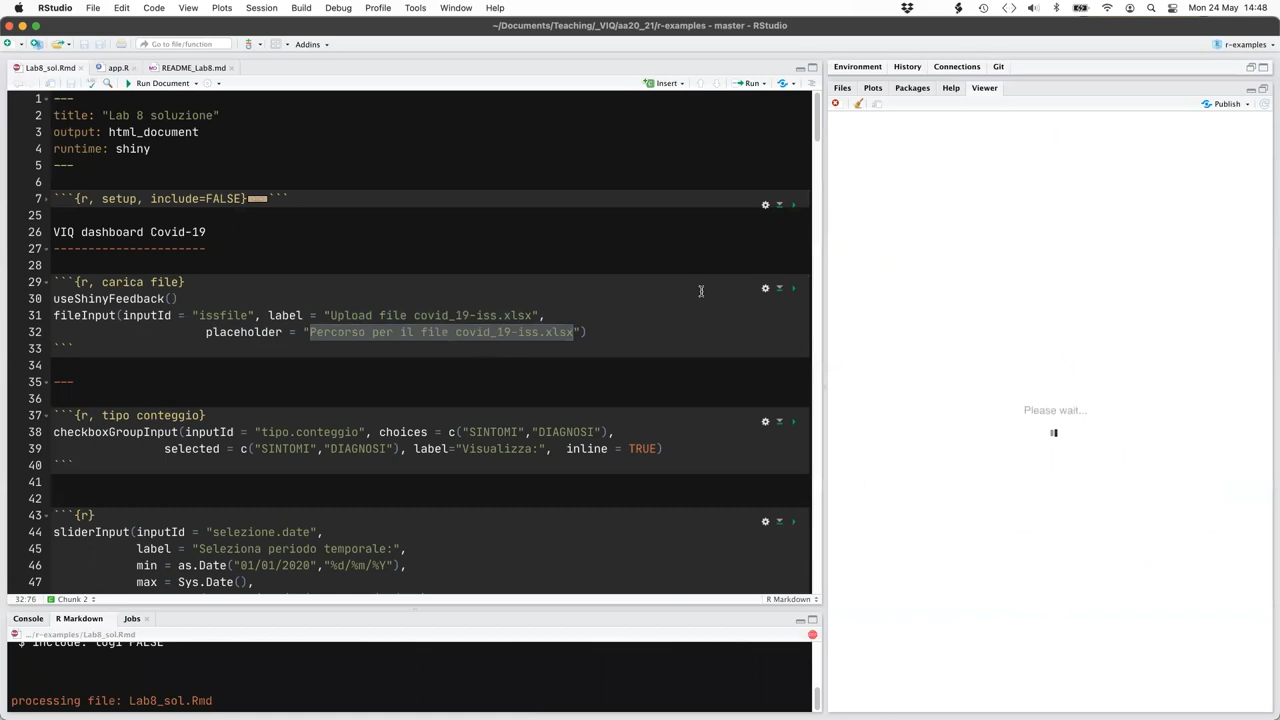 RStudio File Edit Code View Plots Session Build Debug Profile Tools Window Help Mon 24 May 14:48
~/Documents/Teaching/_VIQ/aa20_21/r-examples - master - RStudio
Go to file/function Addins r-examples
Lab8_sol.Rmd app.R README_Lab8.md
Run Document Insert Run
1 ---
2 title: "Lab 8 soluzione"
3 output: html_document
4 runtime: shiny
5 ---
6
7 ```{r, setup, include=FALSE}```
25
26 VIQ dashboard Covid-19
27 ----------------------
28
29 ```{r, carica file}
30 useShinyFeedback()
31 fileInput(inputId = "issfile", label = "Upload file covid_19-iss.xlsx",
32 placeholder = "Percorso per il file covid_19-iss.xlsx")
33 ```
34
35 ---
36
37 ```{r, tipo conteggio}
38 checkboxGroupInput(inputId = "tipo.conteggio", choices = c("SINTOMI","DIAGNOSI"),
39 selected = c("SINTOMI","DIAGNOSI"), label="Visualizza:", inline = TRUE)
40 ```
41
42
43 ```{r}
44 sliderInput(inputId = "selezione.date",
45 label = "Seleziona periodo temporale:",
46 min = as.Date("01/01/2020","%d/%m/%Y"),
47 max = Sys.Date(),
32:76 Chunk 2 R Markdown
Console R Markdown Jobs
.../r-examples/Lab8_sol.Rmd
$ include: logi FALSE
processing file: Lab8_sol.Rmd
Environment History Connections Git
Files Plots Packages Help Viewer
Publish
Please wait...